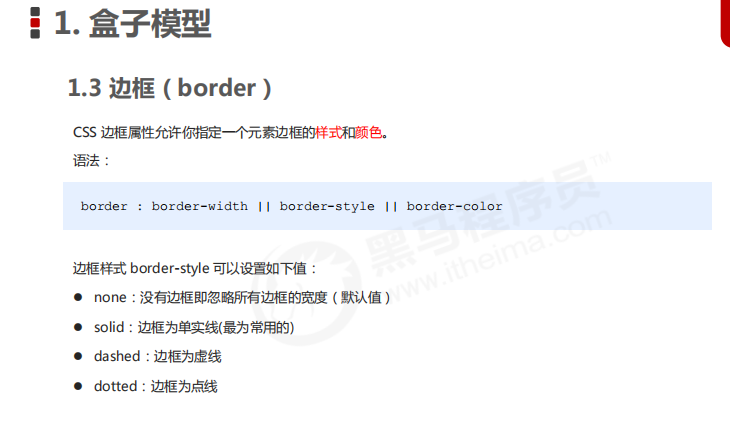 1. 盒子模型
1.3 边框（border）
CSS 边框属性允许你指定一个元素边框的样式和颜色。
语法：
border : border-width || border-style || border-color
边框样式 border-style 可以设置如下值：
● none：没有边框即忽略所有边框的宽度（默认值）
● solid：边框为单实线(最为常用的)
● dashed：边框为虚线
● dotted：边框为点线
黑马程序员™
www.itheima.com